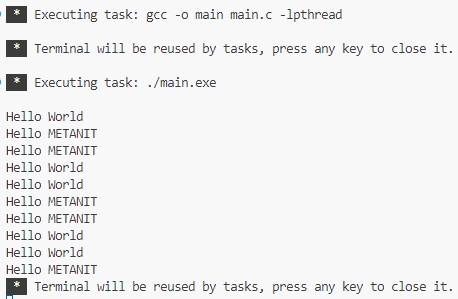 * Executing task: gcc -o main main.c -lpthread
* Terminal will be reused by tasks, press any key to close it.
* Executing task: ./main.exe
Hello World
Hello METANIT
Hello METANIT
Hello World
Hello World
Hello METANIT
Hello METANIT
Hello World
Hello World
Hello METANIT
* Terminal will be reused by tasks, press any key to close it.